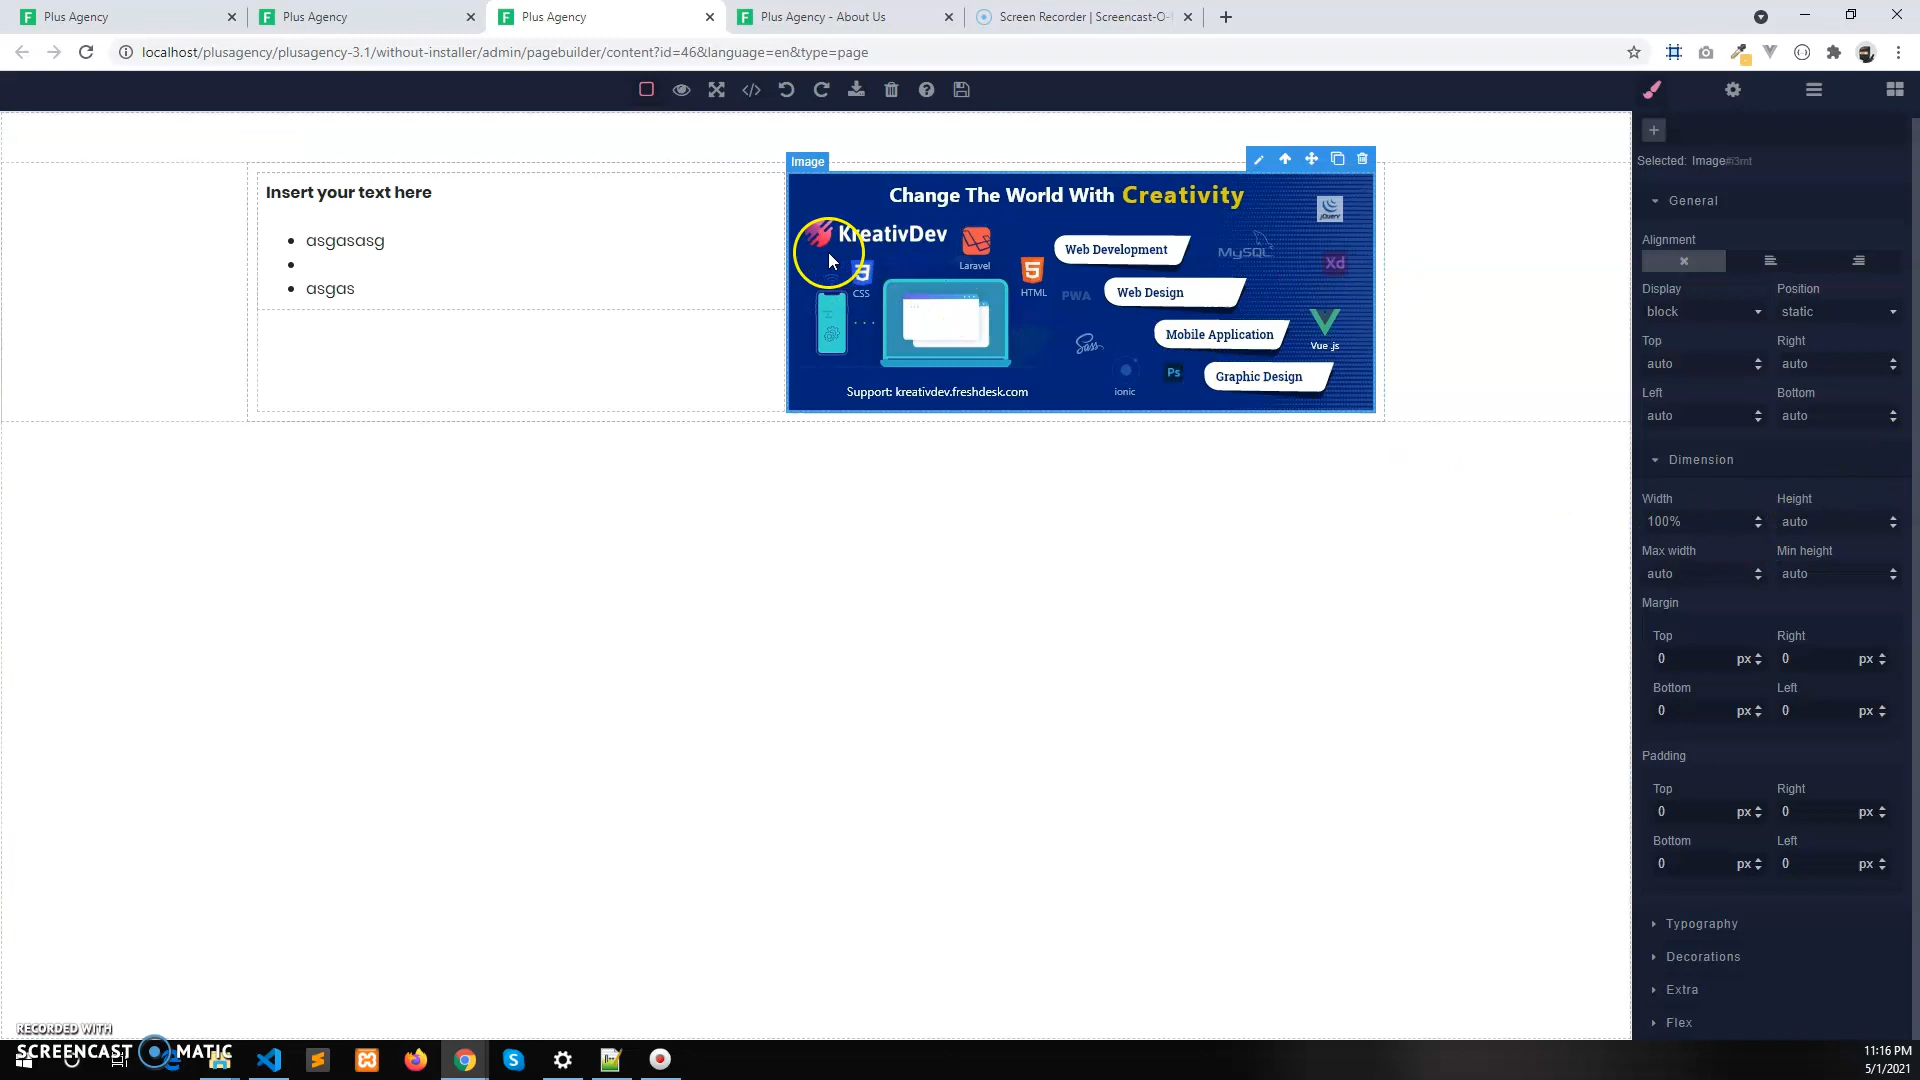 Plus Agency
Plus Agency
Plus Agency
Plus Agency - About Us
Screen Recorder | Screencast-O-
localhost/plusagency/plusagency-3.1/without-installer/admin/pagebuilder/content?id=46&language=en&type=page
Selected: Image#i3mt
Image
Insert your text here
asgasasg
asgas
Change The World With Creativity
KreativDev
jQuery
Laravel
CSS
HTML
PWA
Web Development
MySQL
Xd
Web Design
Mobile Application
Sass
Vue js
ionic
Ps
Graphic Design
Support: kreativdev.freshdesk.com
General
Alignment
Display
Position
block
static
Top
Right
auto
auto
Left
Bottom
auto
auto
Dimension
Width
Height
100%
auto
Max width
Min height
auto
auto
Margin
Top
Right
0 px
0 px
Bottom
Left
0 px
0 px
Padding
Top
Right
0 px
0 px
Bottom
Left
0 px
0 px
Typography
Decorations
Extra
Flex
RECORDED WITH
SCREENCAST MATIC
11:16 PM
5/1/2021